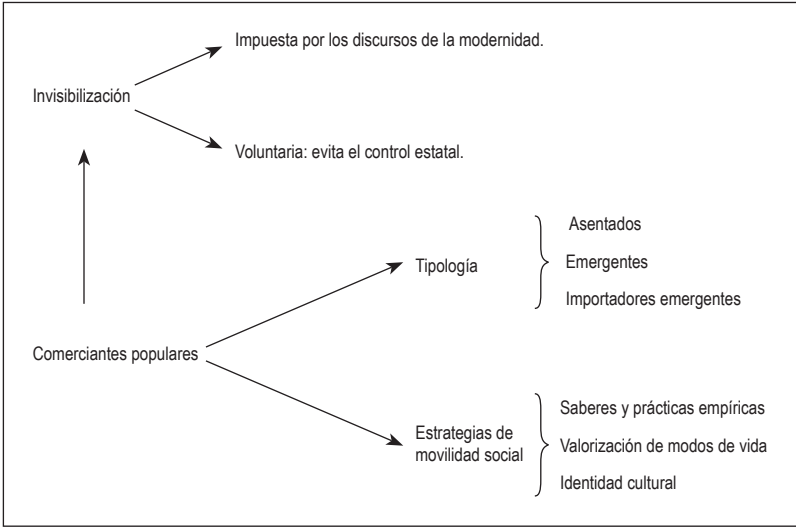 Impuesta por los discursos de la modernidad.
Invisibilización
Voluntaria: evita el control estatal.
Asentados
Tipología
Emergentes
Importadores emergentes
Comerciantes populares
Saberes y prácticas empíricas
Estrategias de
movilidad social
Valorización de modos de vida
Identidad cultural